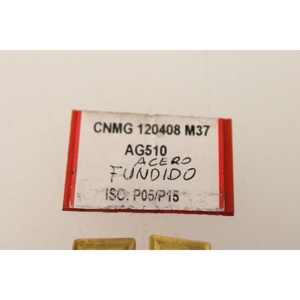 CNMG 120408 M37
AG510
ACERO
FUNDIDO
ISO: P05/P15